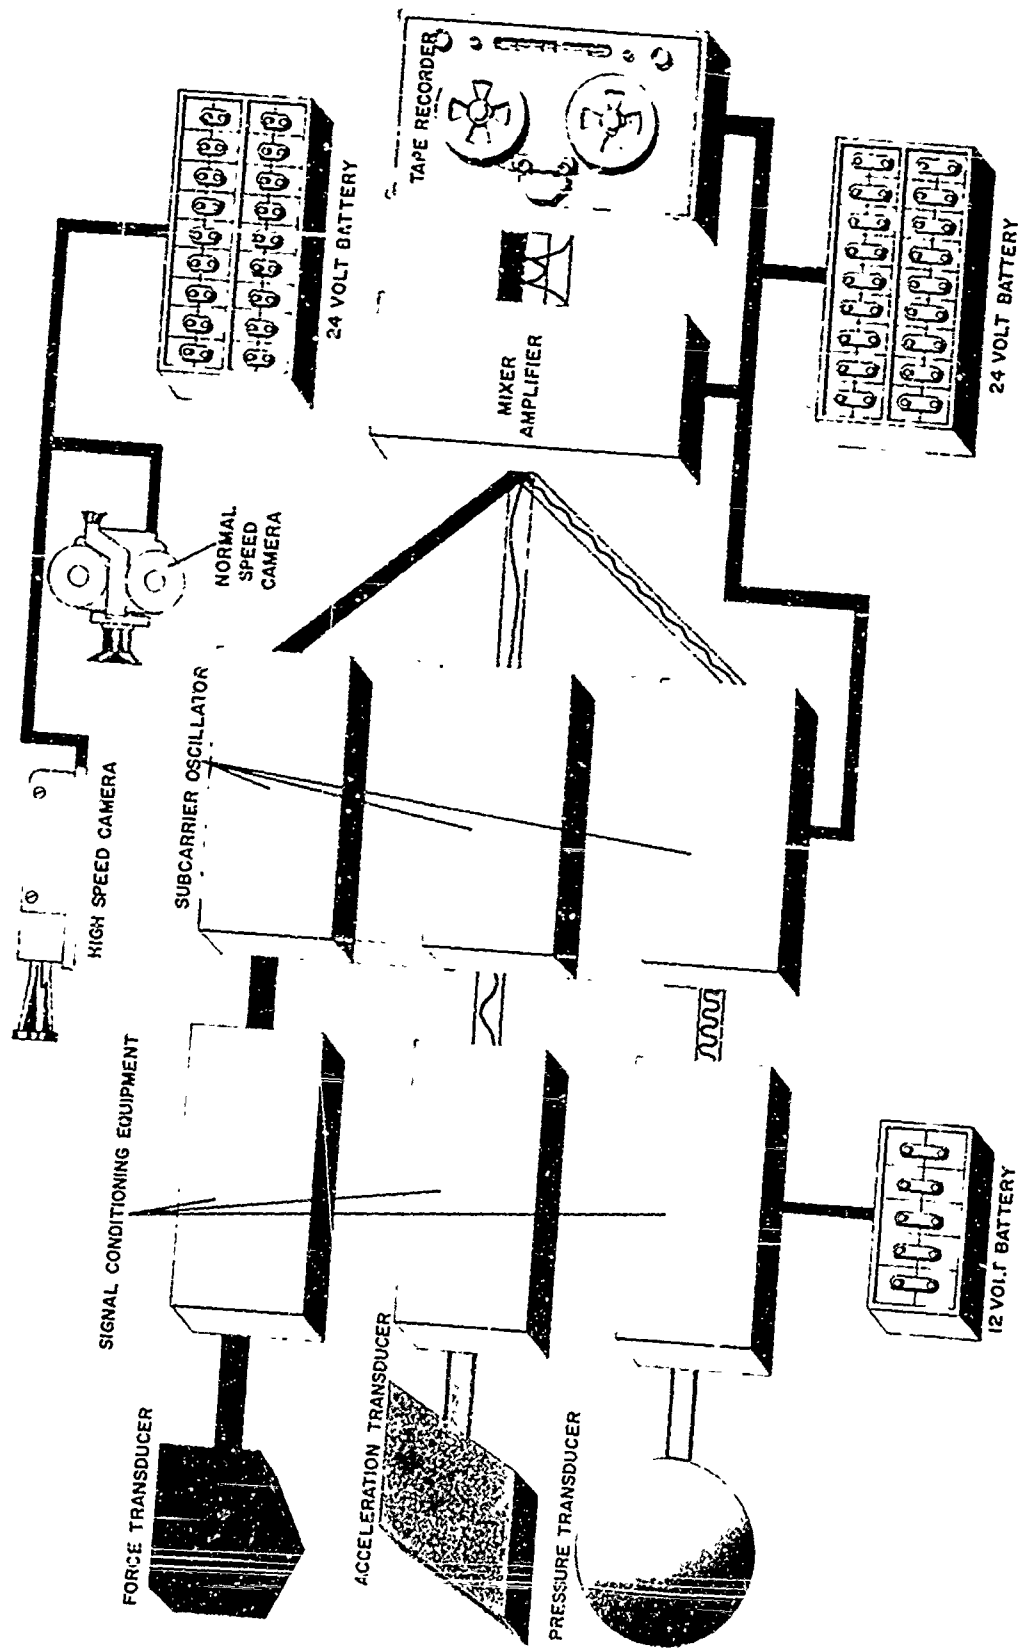 HIGH SPEED CAMERA
NORMAL
SPEED
CAMERA
24 VOLT BATTERY
SIGNAL CONDITIONING EQUIPMENT
SUBCARRIER OSCILLATOR
TAPE RECORDER
MIXER
AMPLIFIER
FORCE TRANSDUCER
ACCELERATION TRANSDUCER
PRESSURE TRANSDUCER
12 VOLT BATTERY
24 VOLT BATTERY